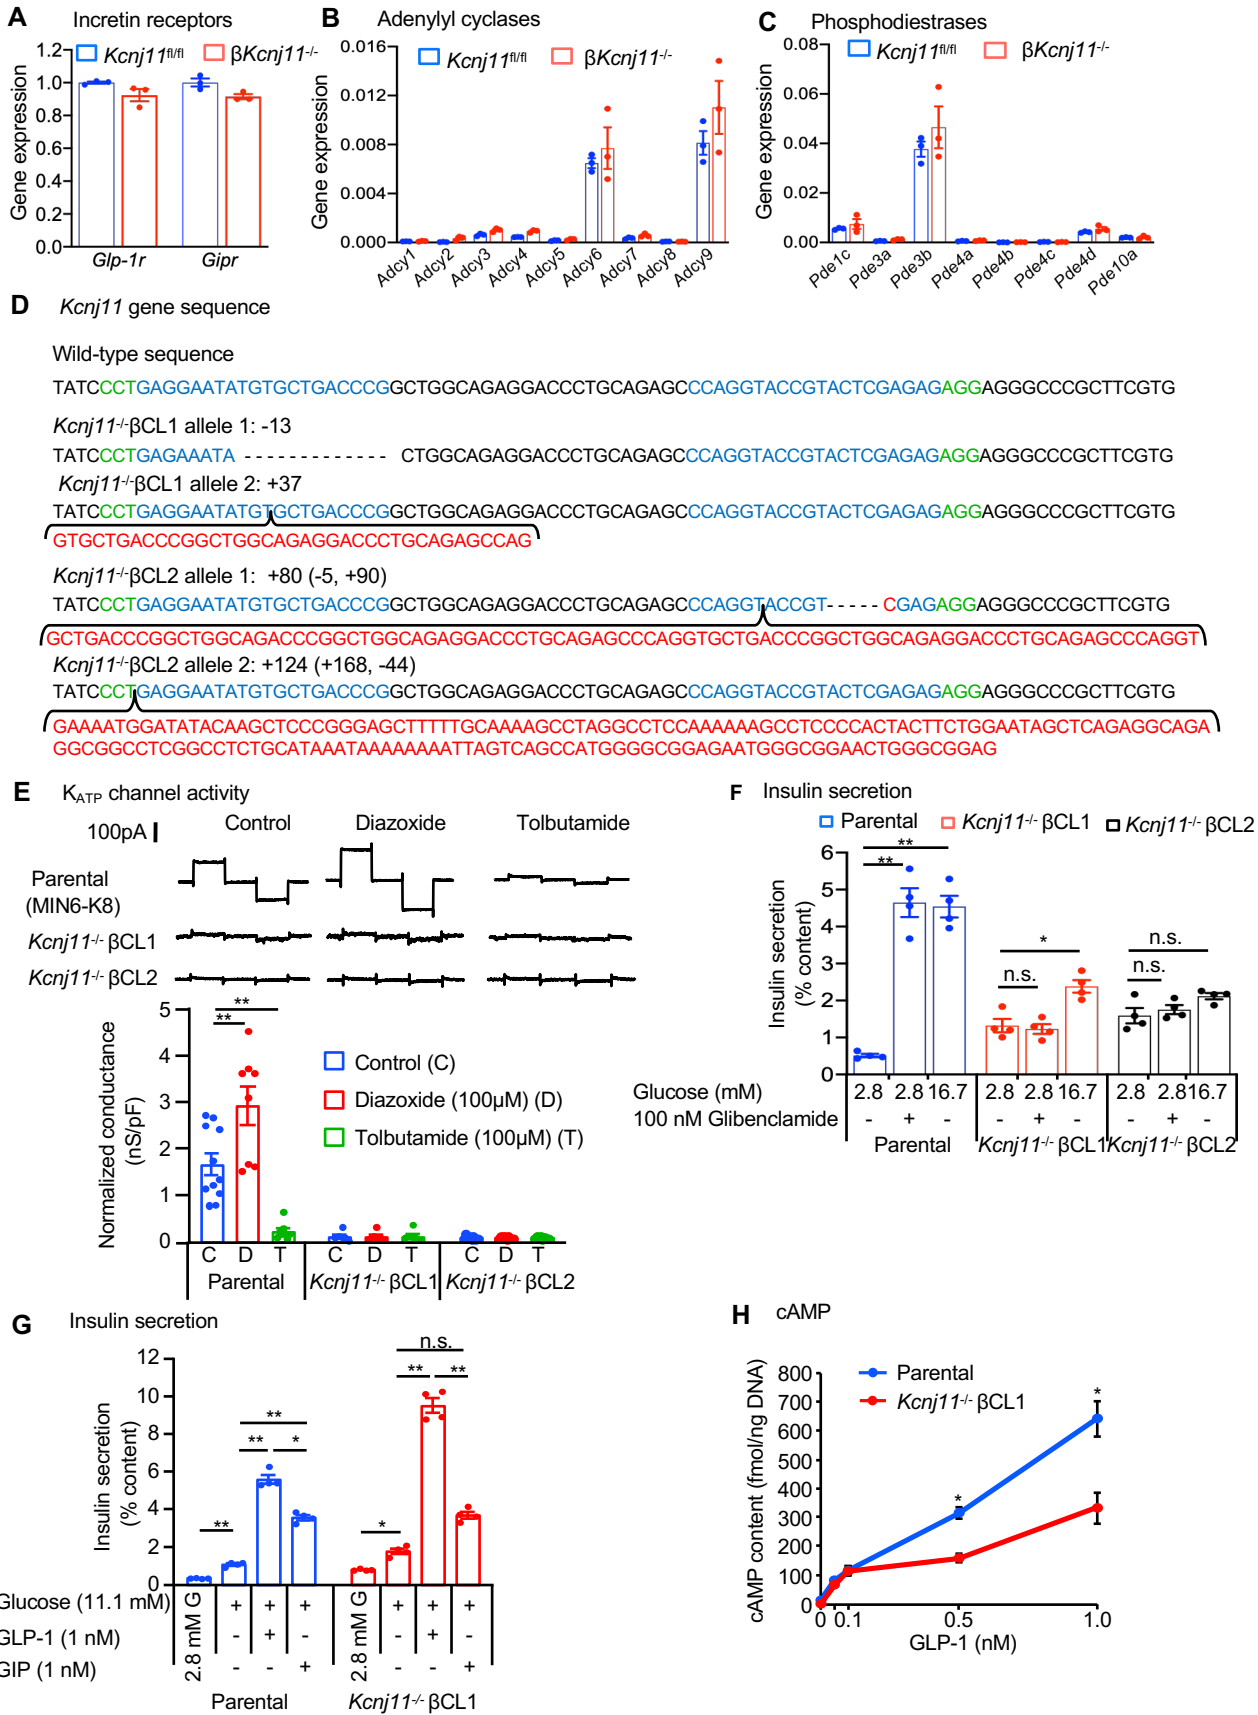 A Incretin receptors
Kcnj11fl/fl βKcnj11-/-
Gene expression
1.2
1.0
0.8
0.6
0.4
0.2
0.0
Glp-1r Gipr
B Adenylyl cyclases
Kcnj11fl/fl βKcnj11-/-
Gene expression
0.016
0.012
0.008
0.004
0.000
Adcy1 Adcy2 Adcy3 Adcy4 Adcy5 Adcy6 Adcy7 Adcy8 Adcy9
C Phosphodiestrases
Kcnj11fl/fl βKcnj11-/-
Gene expression
0.08
0.06
0.04
0.02
0.00
Pde1c Pde3a Pde3b Pde4a Pde4b Pde4c Pde4d Pde10a
D Kcnj11 gene sequence
Wild-type sequence
TATCCCTGAGGAATATGTGCTGACCCGGCTGGCAGAGGACCCTGCAGAGCCCAGGTACCGTACTCGAGAGAGGAGGGCCCGCTTCGTG
Kcnj11-/-βCL1 allele 1: -13
TATCCCTGAGAAATA - - - - - - - - - - - - - CTGGCAGAGGACCCTGCAGAGCCCAGGTACCGTACTCGAGAGAGGAGGGCCCGCTTCGTG
Kcnj11-/-βCL1 allele 2: +37
TATCCCTGAGGAATATGTGCTGACCCGGCTGGCAGAGGACCCTGCAGAGCCCAGGTACCGTACTCGAGAGAGGAGGGCCCGCTTCGTG
GTGCTGACCCGGCTGGCAGAGGACCCTGCAGAGCCAG
Kcnj11-/-βCL2 allele 1: +80 (-5, +90)
TATCCCTGAGGAATATGTGCTGACCCGGCTGGCAGAGGACCCTGCAGAGCCCAGGTACCGT- - - - - CGAGAGGAGGGCCCGCTTCGTG
GCTGACCCGGCTGGCAGACCCGGCTGGCAGAGGACCCTGCAGAGCCCAGGTGCTGACCCGGCTGGCAGAGGACCCTGCAGAGCCCAGGT
Kcnj11-/-βCL2 allele 2: +124 (+168, -44)
TATCCCTGAGGAATATGTGCTGACCCGGCTGGCAGAGGACCCTGCAGAGCCCAGGTACCGTACTCGAGAGAGGAGGGCCCGCTTCGTG
GAAAATGGATATACAAGCTCCCGGGAGCTTTTTGCAAAAGCCTAGGCCTCCAAAAAAGCCTCCCCACTACTTCTGGAATAGCTCAGAGGCAGA
GGCGGCCTCGGCCTCTGCATAAATAAAAAAAATTAGTCAGCCATGGGGCGGAGAATGGGCGGAACTGGGCGGAG
E KATP channel activity
100pA Control Diazoxide Tolbutamide
Parental
(MIN6-K8)
Kcnj11-/- βCL1
Kcnj11-/- βCL2
Normalized conductance
(nS/pF)
5
4
3
2
1
0
** **
Control (C)
Diazoxide (100µM) (D)
Tolbutamide (100µM) (T)
C D T C D T C D T
Parental Kcnj11-/- βCL1 Kcnj11-/- βCL2
F Insulin secretion
Parental Kcnj11-/- βCL1 Kcnj11-/- βCL2
Insulin secretion
(% content)
6
5
4
3
2
1
0
** ** n.s. * n.s. n.s.
Glucose (mM) 2.8 2.8 16.7 2.8 2.8 16.7 2.8 2.8 16.7
100 nM Glibenclamide - + - - + - - + -
Parental Kcnj11-/- βCL1 Kcnj11-/- βCL2
G Insulin secretion
Insulin secretion
(% content)
12
10
8
6
4
2
0
** ** ** * * ** n.s. **
Glucose (11.1 mM) 2.8 mM G + + + 2.8 mM G + + +
GLP-1 (1 nM) - + - - + -
GIP (1 nM) - - + - - +
Parental Kcnj11-/- βCL1
H cAMP
Parental
Kcnj11-/- βCL1
cAMP content (fmol/ng DNA)
800
700
600
500
400
300
200
100
0
* *
0 0.1 0.5 1.0
GLP-1 (nM)